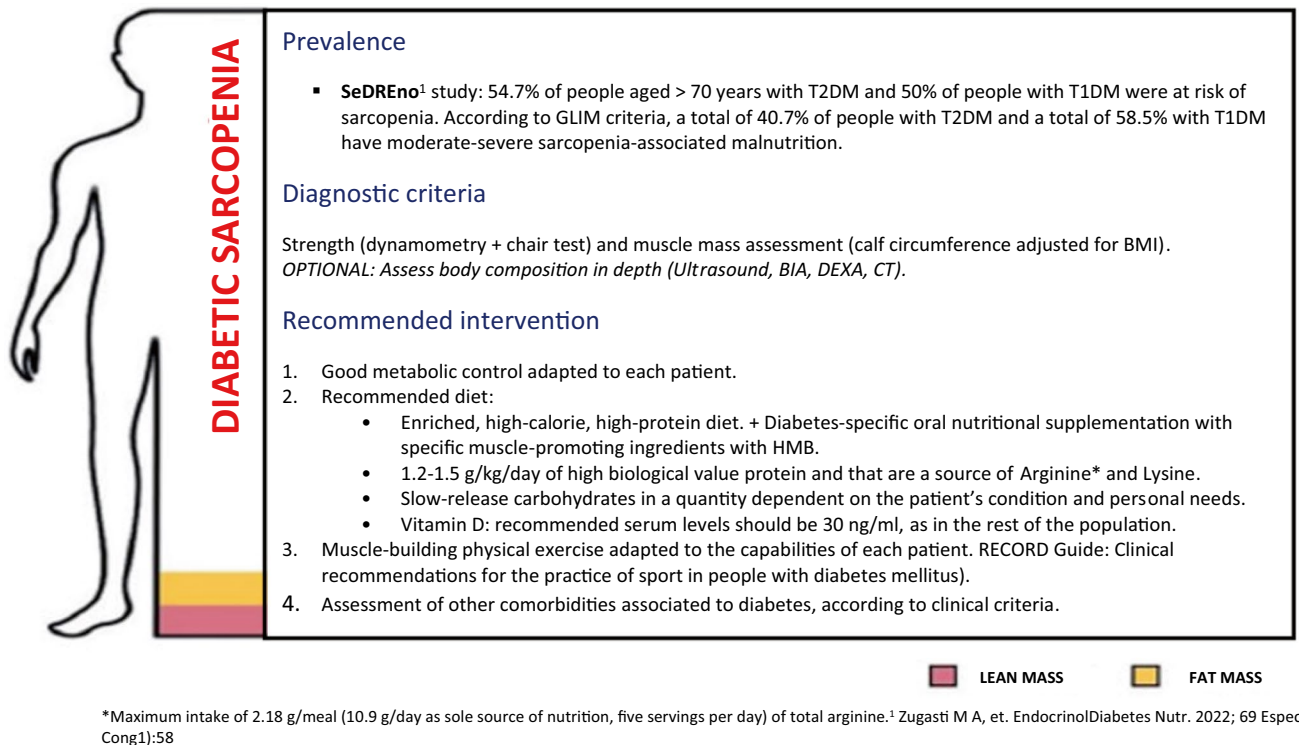 DIABETIC SARCOPENIA
Prevalence
▪ SeDREno¹ study: 54.7% of people aged > 70 years with T2DM and 50% of people with T1DM were at risk of
sarcopenia. According to GLIM criteria, a total of 40.7% of people with T2DM and a total of 58.5% with T1DM
have moderate-severe sarcopenia-associated malnutrition.
Diagnostic criteria
Strength (dynamometry + chair test) and muscle mass assessment (calf circumference adjusted for BMI).
OPTIONAL: Assess body composition in depth (Ultrasound, BIA, DEXA, CT).
Recommended intervention
1. Good metabolic control adapted to each patient.
2. Recommended diet:
• Enriched, high-calorie, high-protein diet. + Diabetes-specific oral nutritional supplementation with
specific muscle-promoting ingredients with HMB.
• 1.2-1.5 g/kg/day of high biological value protein and that are a source of Arginine* and Lysine.
• Slow-release carbohydrates in a quantity dependent on the patient's condition and personal needs.
• Vitamin D: recommended serum levels should be 30 ng/ml, as in the rest of the population.
3. Muscle-building physical exercise adapted to the capabilities of each patient. RECORD Guide: Clinical
recommendations for the practice of sport in people with diabetes mellitus).
4. Assessment of other comorbidities associated to diabetes, according to clinical criteria.
LEAN MASS FAT MASS
*Maximum intake of 2.18 g/meal (10.9 g/day as sole source of nutrition, five servings per day) of total arginine.¹ Zugasti M A, et. EndocrinolDiabetes Nutr. 2022; 69 Espec
Cong1):58